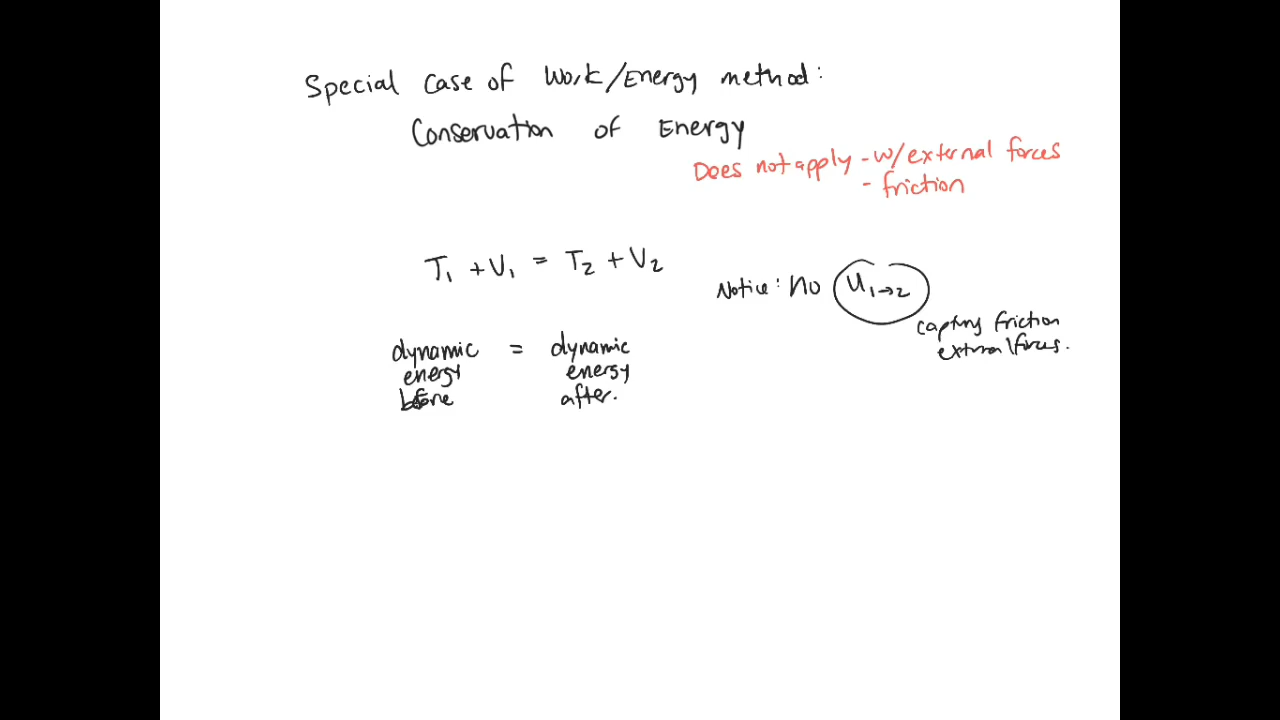 Special Case of Work/Energy method:
Conservation of Energy
Does not apply - w/external forces
- friction
T₁ + V₁ = T₂ + V₂
Notice: no U₁→₂
capting friction
external forces.
dynamic = dynamic
energy energy
before after.